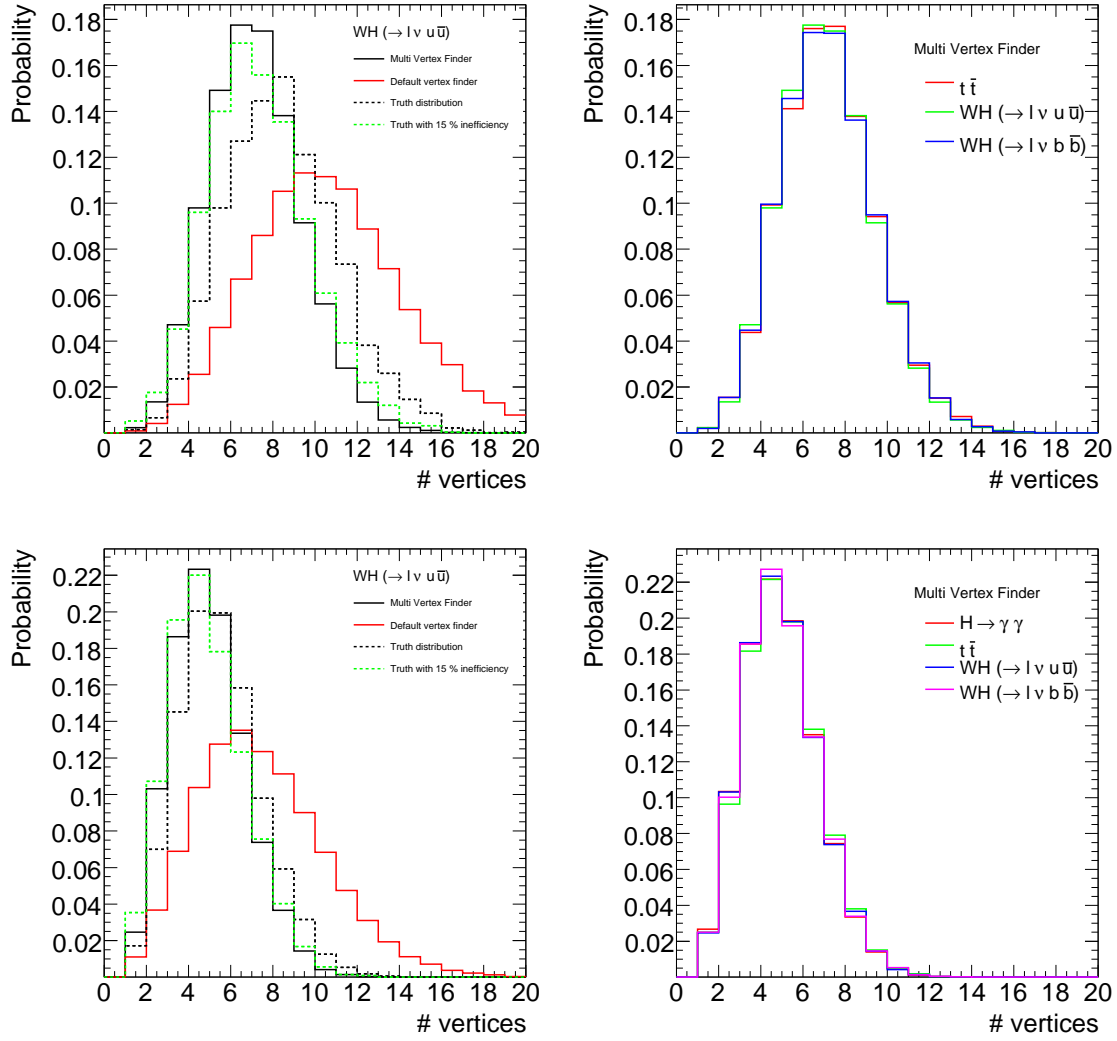 Probability
0.18
0.16
0.14
0.12
0.1
0.08
0.06
0.04
0.02
WH (→ l ν u ū)
Multi Vertex Finder
Default vertex finder
Truth distribution
Truth with 15 % inefficiency
0 2 4 6 8 10 12 14 16 18 20
# vertices
Probability
0.18
0.16
0.14
0.12
0.1
0.08
0.06
0.04
0.02
Multi Vertex Finder
t t̄
WH (→ l ν u ū)
WH (→ l ν b b̄)
0 2 4 6 8 10 12 14 16 18 20
# vertices
Probability
0.22
0.2
0.18
0.16
0.14
0.12
0.1
0.08
0.06
0.04
0.02
WH (→ l ν u ū)
Multi Vertex Finder
Default vertex finder
Truth distribution
Truth with 15 % inefficiency
0 2 4 6 8 10 12 14 16 18 20
# vertices
Probability
0.22
0.2
0.18
0.16
0.14
0.12
0.1
0.08
0.06
0.04
0.02
Multi Vertex Finder
H → γ γ
t t̄
WH (→ l ν u ū)
WH (→ l ν b b̄)
0 2 4 6 8 10 12 14 16 18 20
# vertices